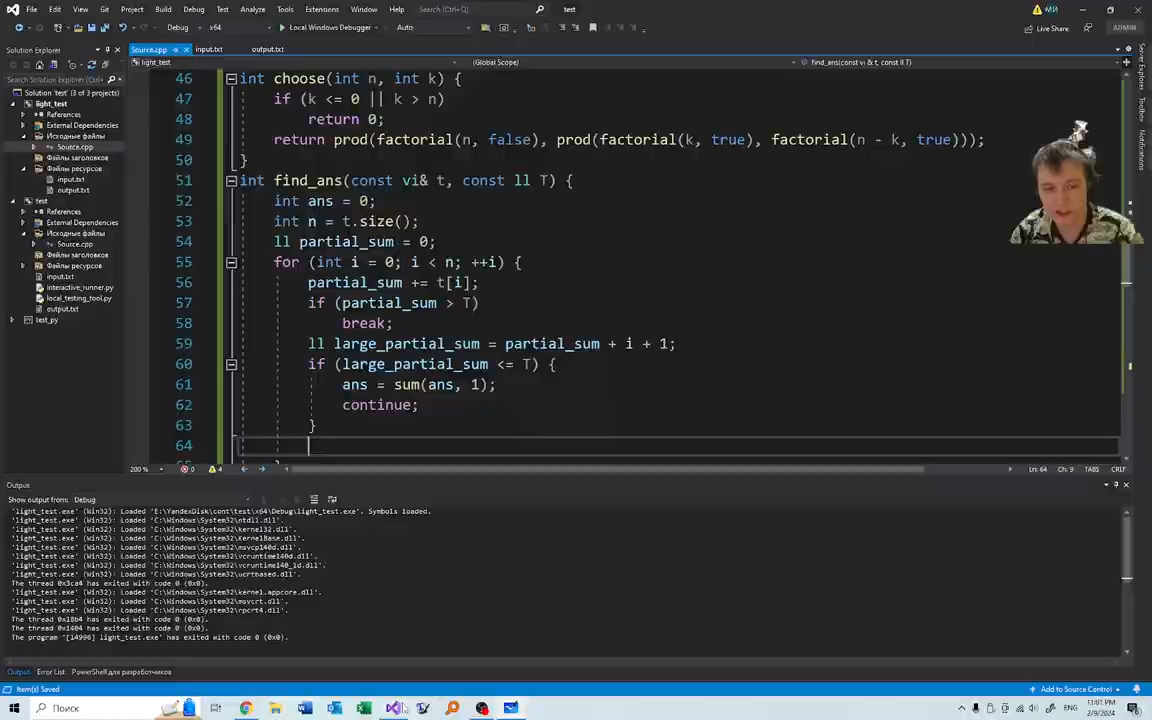 File Edit View Git Project Build Debug Test Analyze Tools Extensions Window Help Search (Ctrl+Q) test МИ
Debug x64 Local Windows Debugger Auto Live Share ADMIN
Solution Explorer
Search Solution Explorer (Ctrl+
Solution 'test' (3 of 3 projects)
light_test
References
External Dependencies
Исходные файлы
Source.cpp
Файлы заголовков
Файлы ресурсов
input.txt
output.txt
test
References
External Dependencies
Исходные файлы
Source.cpp
Файлы заголовков
Файлы ресурсов
input.txt
interactive_runner.py
local_testing_tool.py
output.txt
test_py
Source.cpp input.txt output.txt
light_test (Global Scope) find_ans(const vi & t, const ll T)
46 int choose(int n, int k) {
47 if (k <= 0 || k > n)
48 return 0;
49 return prod(factorial(n, false), prod(factorial(k, true), factorial(n - k, true)));
50 }
51 int find_ans(const vi& t, const ll T) {
52 int ans = 0;
53 int n = t.size();
54 ll partial_sum = 0;
55 for (int i = 0; i < n; ++i) {
56 partial_sum += t[i];
57 if (partial_sum > T)
58 break;
59 ll large_partial_sum = partial_sum + i + 1;
60 if (large_partial_sum <= T) {
61 ans = sum(ans, 1);
62 continue;
63 }
64
200 % 0 4 Ln: 64 Ch: 9 TABS CRLF
Server Explorer Toolbox Notifications
Output
Show output from: Debug
'light_test.exe' (Win32): Loaded 'E:\YandexDisk\cont\test\x64\Debug\light_test.exe'. Symbols loaded.
'light_test.exe' (Win32): Loaded 'C:\Windows\System32\ntdll.dll'.
'light_test.exe' (Win32): Loaded 'C:\Windows\System32\kernel32.dll'.
'light_test.exe' (Win32): Loaded 'C:\Windows\System32\KernelBase.dll'.
'light_test.exe' (Win32): Loaded 'C:\Windows\System32\msvcp140d.dll'.
'light_test.exe' (Win32): Loaded 'C:\Windows\System32\vcruntime140d.dll'.
'light_test.exe' (Win32): Loaded 'C:\Windows\System32\vcruntime140_1d.dll'.
'light_test.exe' (Win32): Loaded 'C:\Windows\System32\ucrtbased.dll'.
The thread 0x3ca4 has exited with code 0 (0x0).
'light_test.exe' (Win32): Loaded 'C:\Windows\System32\kernel.appcore.dll'.
'light_test.exe' (Win32): Loaded 'C:\Windows\System32\msvcrt.dll'.
'light_test.exe' (Win32): Loaded 'C:\Windows\System32\rpcrt4.dll'.
The thread 0x18b4 has exited with code 0 (0x0).
The thread 0x1404 has exited with code 0 (0x0).
The program '[14996] light_test.exe' has exited with code 0 (0x0).
Output Error List PowerShell для разработчиков
Item(s) Saved Add to Source Control
Поиск 11:01 PM
2/9/2024